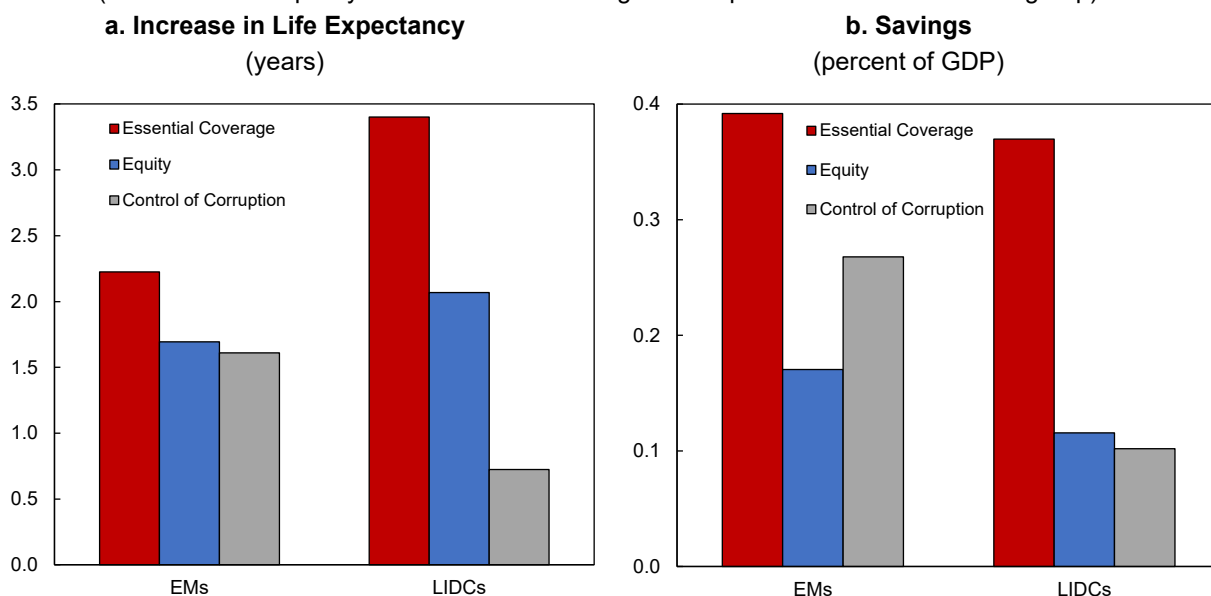 a. Increase in Life Expectancy
(years)
3.5
3.0
2.5
2.0
1.5
1.0
0.5
0.0
Essential Coverage
Equity
Control of Corruption
EMs
LIDCs
b. Savings
(percent of GDP)
0.4
0.3
0.2
0.1
0.0
Essential Coverage
Equity
Control of Corruption
EMs
LIDCs